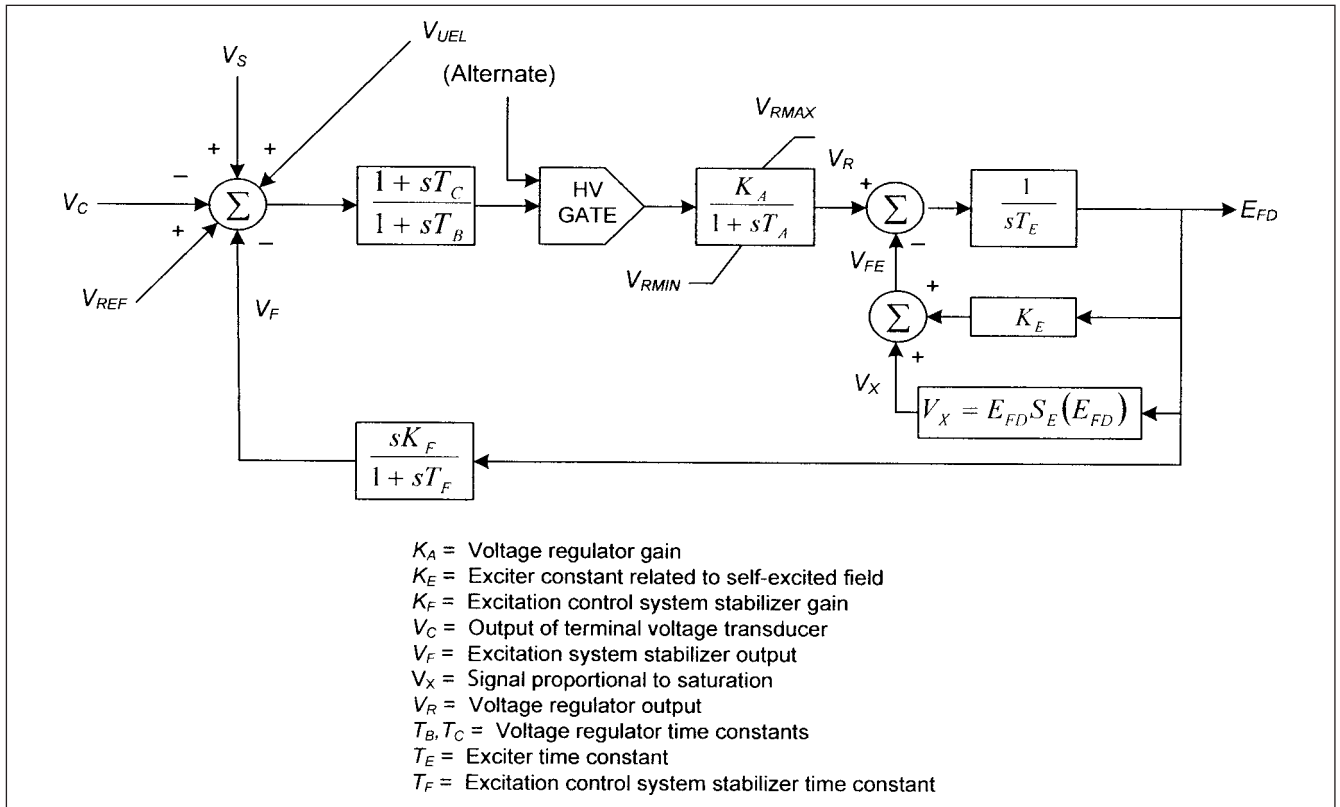 V_UEL
V_S
(Alternate)
V_RMAX
V_R
V_C
+
+
−
+
−
Σ
1 + sT_C
1 + sT_B
HV
GATE
K_A
1 + sT_A
+
Σ
−
1
sT_E
E_FD
V_RMIN
V_FE
V_REF
V_F
+
Σ
+
K_E
V_X
V_X = E_FD S_E(E_FD)
sK_F
1 + sT_F
K_A = Voltage regulator gain
K_E = Exciter constant related to self-excited field
K_F = Excitation control system stabilizer gain
V_C = Output of terminal voltage transducer
V_F = Excitation system stabilizer output
V_X = Signal proportional to saturation
V_R = Voltage regulator output
T_B, T_C = Voltage regulator time constants
T_E = Exciter time constant
T_F = Excitation control system stabilizer time constant